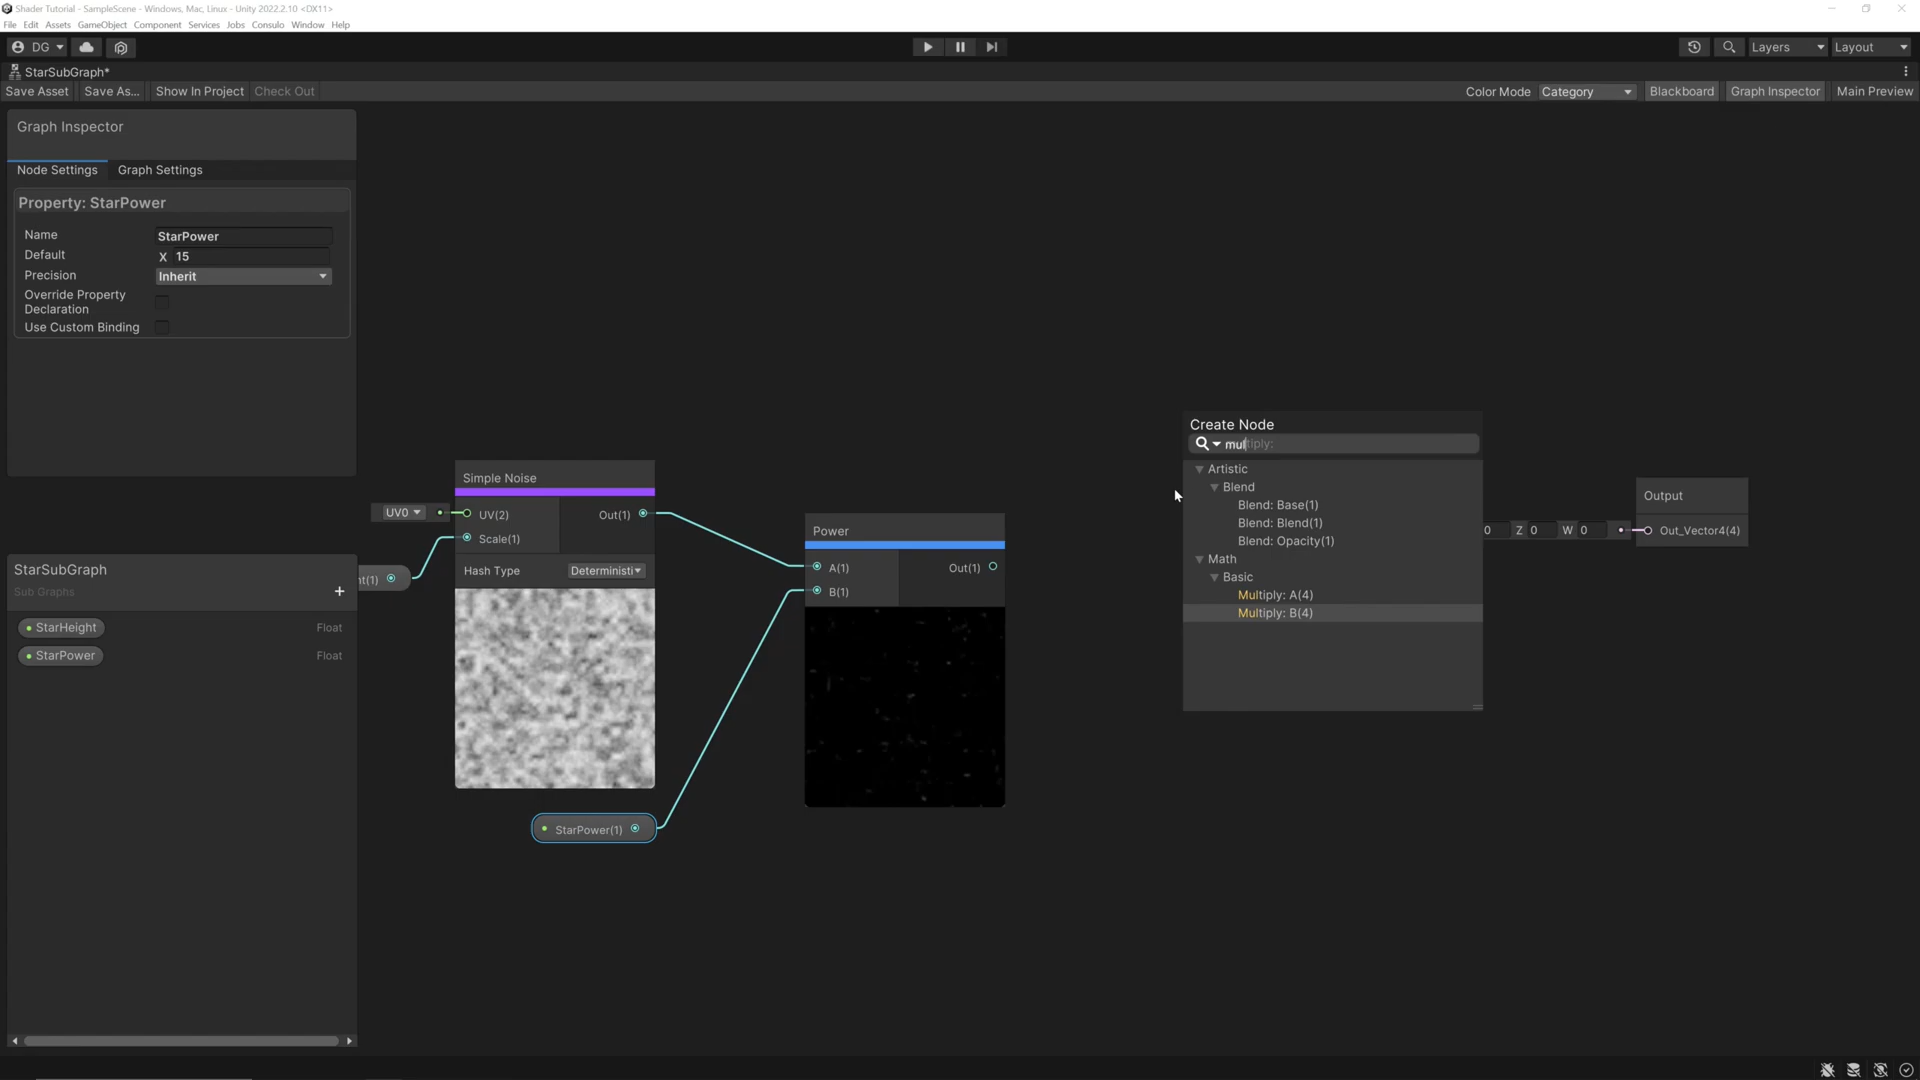 Shader Tutorial - SampleScene - Windows, Mac, Linux - Unity 2022.2.10 <DX11>
File Edit Assets GameObject Component Services Jobs Consulo Window Help
DG Layers Layout
StarSubGraph*
Save Asset Save As... Show In Project Check Out Color Mode Category Blackboard Graph Inspector Main Preview
Graph Inspector
Node Settings Graph Settings
Property: StarPower
Name StarPower
Default X 15
Precision Inherit
Override Property Declaration
Use Custom Binding
StarSubGraph
Sub Graphs +
StarHeight Float
StarPower Float
Simple Noise
UV0 UV(2) Out(1)
Scale(1)
nt(1)
Hash Type Deterministi
StarPower(1)
Power
A(1) Out(1)
B(1)
Create Node
multiply:
Artistic
Blend
Blend: Base(1)
Blend: Blend(1)
Blend: Opacity(1)
Math
Basic
Multiply: A(4)
Multiply: B(4)
Output
0 Z 0 W 0 Out_Vector4(4)